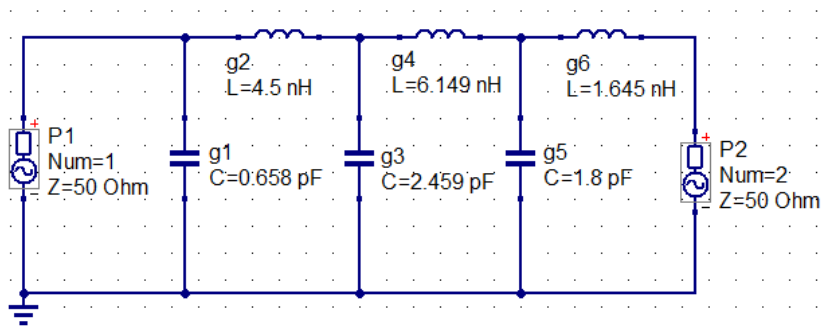 g2
L=4.5 nH
g4
L=6.149 nH
g6
L=1.645 nH
+
P1
Num=1
Z=50 Ohm
−
g1
C=0.658 pF
g3
C=2.459 pF
g5
C=1.8 pF
+
P2
Num=2
Z=50 Ohm
−